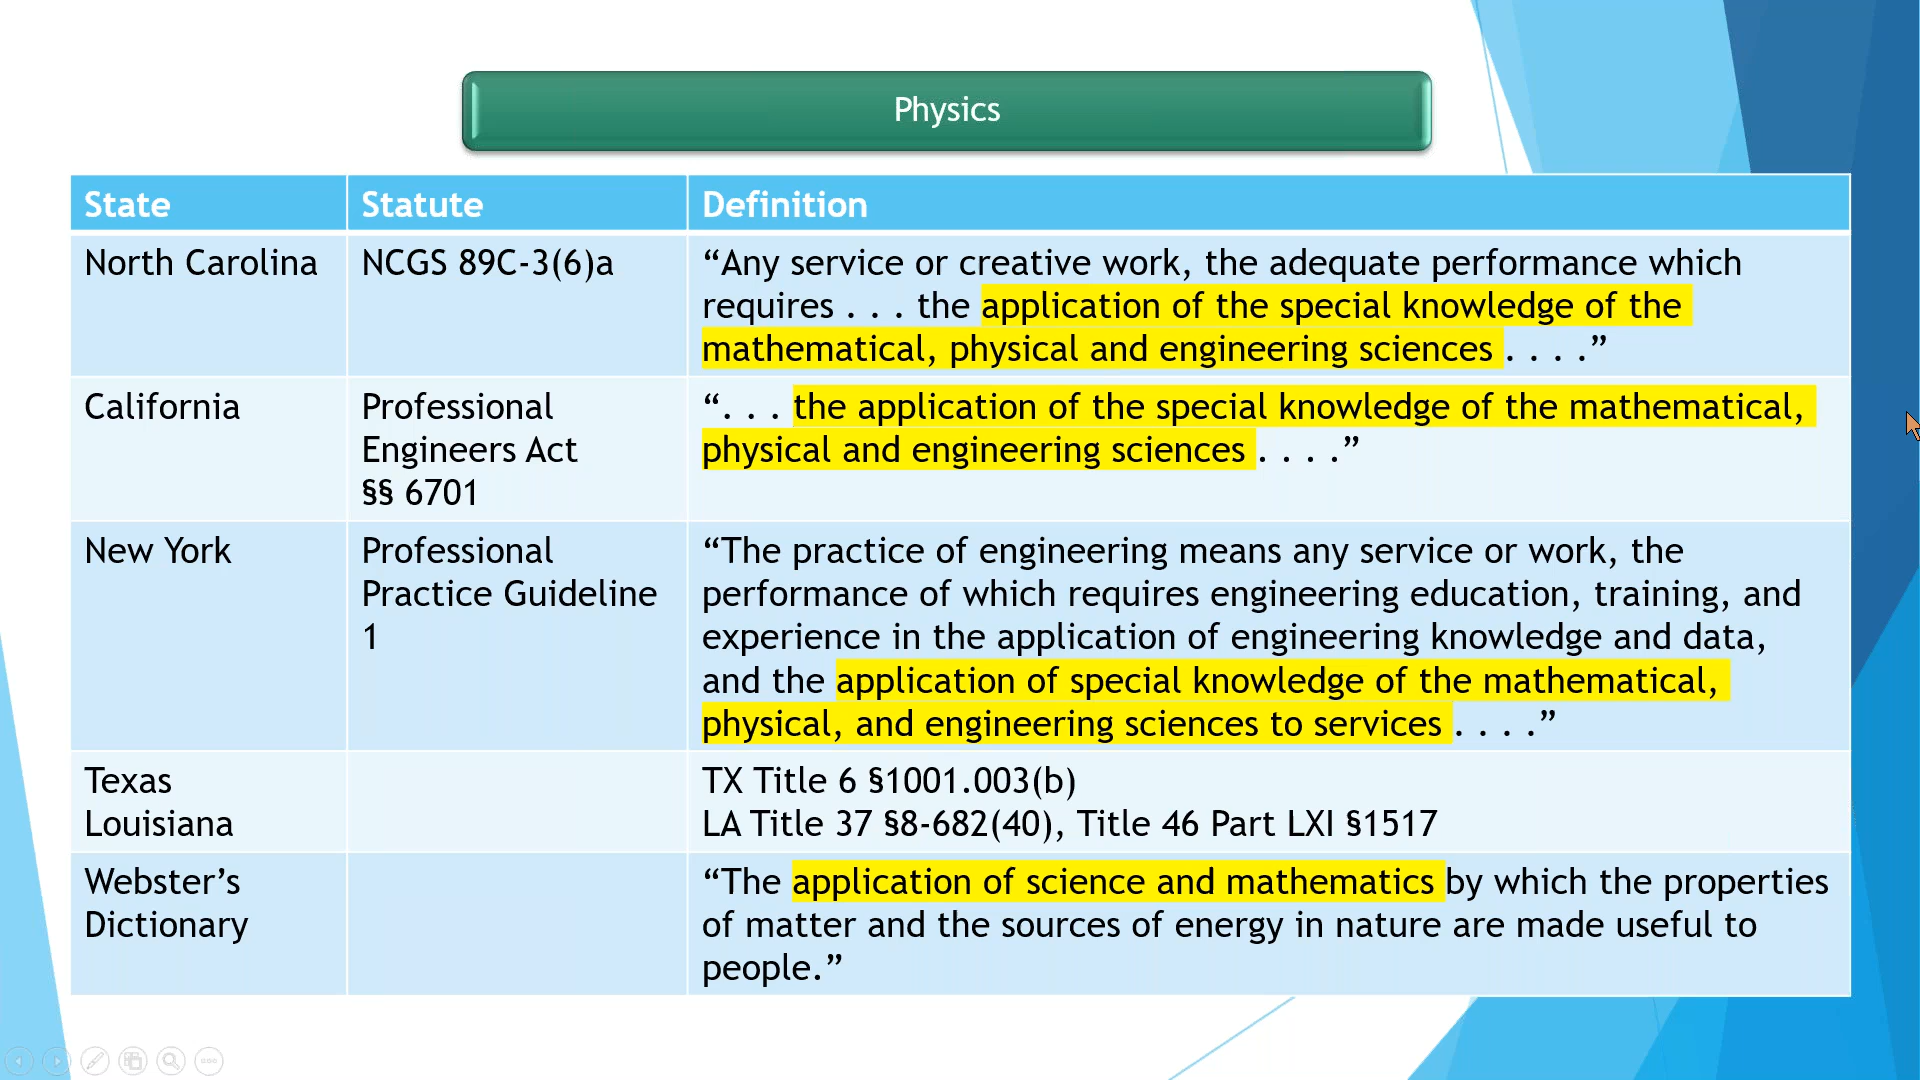 Physics
State Statute Definition
North Carolina NCGS 89C-3(6)a “Any service or creative work, the adequate performance which
requires . . . the application of the special knowledge of the
mathematical, physical and engineering sciences . . . .”
California Professional “. . . the application of the special knowledge of the mathematical,
Engineers Act physical and engineering sciences . . . .”
§§ 6701
New York Professional “The practice of engineering means any service or work, the
Practice Guideline performance of which requires engineering education, training, and
1 experience in the application of engineering knowledge and data,
and the application of special knowledge of the mathematical,
physical, and engineering sciences to services . . . .”
Texas TX Title 6 §1001.003(b)
Louisiana LA Title 37 §8-682(40), Title 46 Part LXI §1517
Webster’s “The application of science and mathematics by which the properties
Dictionary of matter and the sources of energy in nature are made useful to
people.”